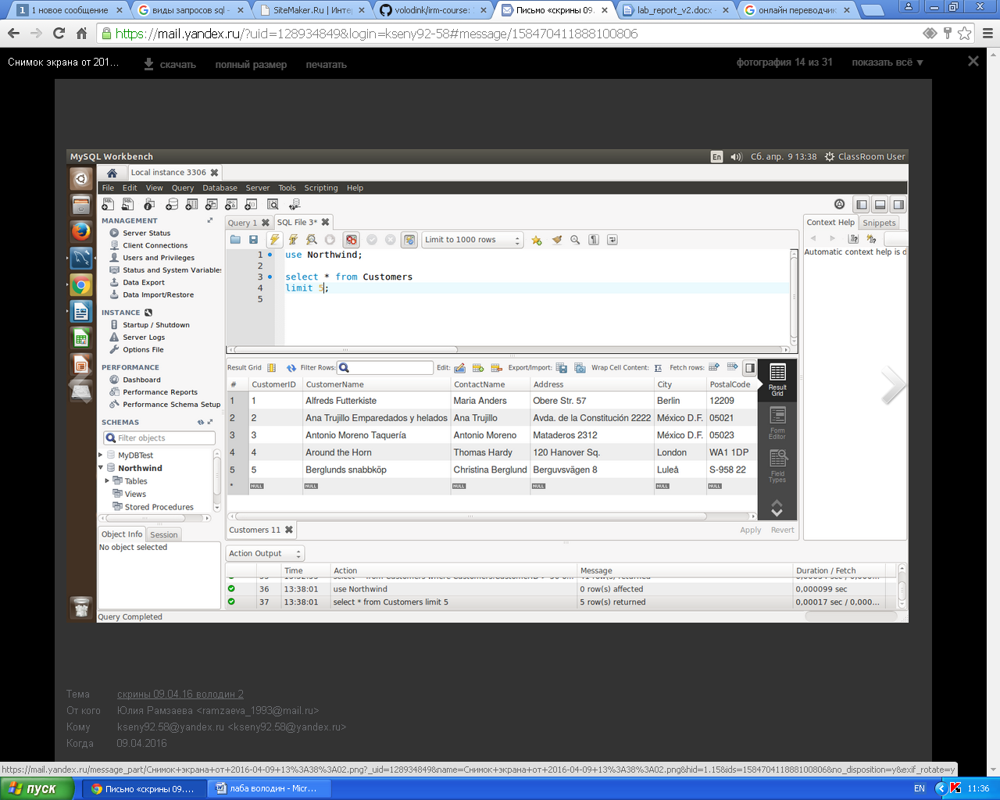 1 новое сообщение
виды запросов sql -
SiteMaker.Ru | Инте
volodink/irm-course:
Письмо «скрины 09.
lab_report_v2.docx -
онлайн переводчик
https://mail.yandex.ru/?uid=128934849&login=kseny92-58#message/158470411888100806
Снимок экрана от 201...
скачать
полный размер
печатать
фотография 14 из 31
показать всё
MySQL Workbench
En
Сб. апр. 9 13:38
ClassRoom User
Local instance 3306
File Edit View Query Database Server Tools Scripting Help
MANAGEMENT
Server Status
Client Connections
Users and Privileges
Status and System Variables
Data Export
Data Import/Restore
INSTANCE
Startup / Shutdown
Server Logs
Options File
PERFORMANCE
Dashboard
Performance Reports
Performance Schema Setup
SCHEMAS
Filter objects
MyDBTest
Northwind
Tables
Views
Stored Procedures
Object Info Session
No object selected
Query 1
SQL File 3*
Limit to 1000 rows
1 use Northwind;
2
3 select * from Customers
4 limit 5;
5
Context Help Snippets
Automatic context help is d
Result Grid Filter Rows: Edit: Export/Import: Wrap Cell Content: Fetch rows:
# CustomerID CustomerName ContactName Address City PostalCode
1 1 Alfreds Futterkiste Maria Anders Obere Str. 57 Berlin 12209
2 2 Ana Trujillo Emparedados y helados Ana Trujillo Avda. de la Constitución 2222 México D.F. 05021
3 3 Antonio Moreno Taquería Antonio Moreno Mataderos 2312 México D.F. 05023
4 4 Around the Horn Thomas Hardy 120 Hanover Sq. London WA1 1DP
5 5 Berglunds snabbköp Christina Berglund Berguvsvägen 8 Luleå S-958 22
* NULL NULL NULL NULL NULL NULL
Result
Grid
Form
Editor
Field
Types
Customers 11
Apply Revert
Action Output
Time Action Message Duration / Fetch
36 13:38:01 use Northwind 0 row(s) affected 0,000099 sec
37 13:38:01 select * from Customers limit 5 5 row(s) returned 0,00017 sec / 0,000...
Query Completed
Тема скрины 09.04.16 володин 2
От кого Юлия Рамзаева <ramzaeva_1993@mail.ru>
Кому kseny92.58@yandex.ru <kseny92.58@yandex.ru>
Когда 09.04.2016
https://mail.yandex.ru/message_part/Снимок+экрана+от+2016-04-09+13%3A38%3A02.png?_uid=128934849&name=Снимок+экрана+от+2016-04-09+13%3A38%3A02.png&hid=1.15&ids=158470411888100806&no_disposition=y&exif_rotate=y
пуск
Письмо «скрины 09....
лаба володин - Micr...
EN
11:36